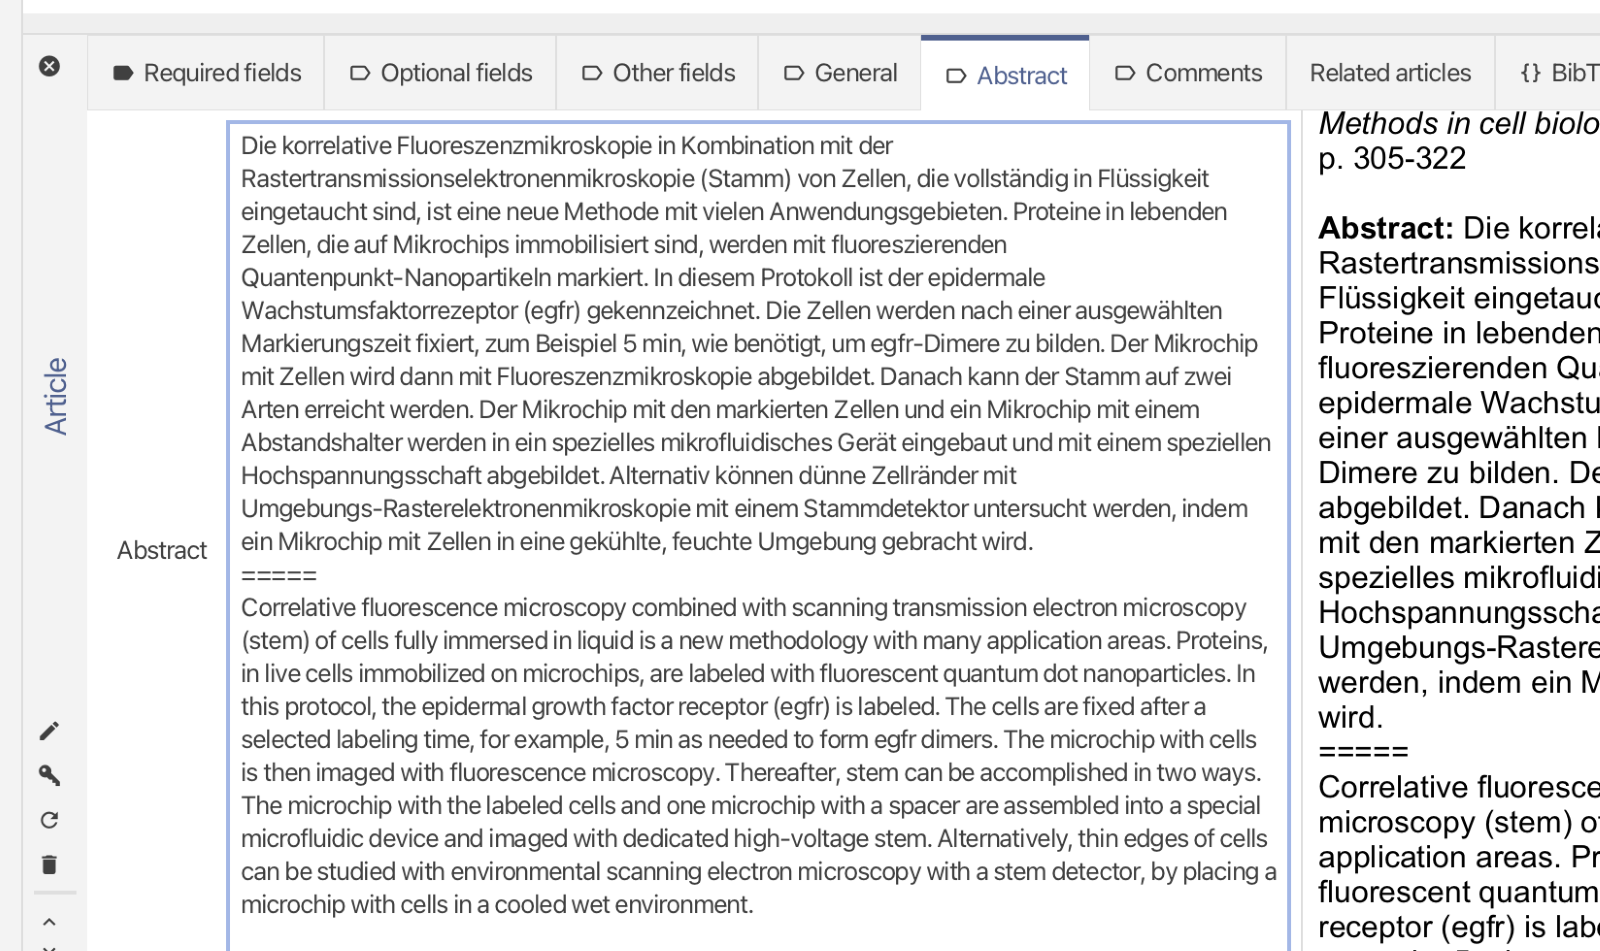 Required fields
Optional fields
Other fields
General
Abstract
Comments
Related articles
{} BibT
Article
Abstract
Die korrelative Fluoreszenzmikroskopie in Kombination mit der
Rastertransmissionselektronenmikroskopie (Stamm) von Zellen, die vollständig in Flüssigkeit
eingetaucht sind, ist eine neue Methode mit vielen Anwendungsgebieten. Proteine in lebenden
Zellen, die auf Mikrochips immobilisiert sind, werden mit fluoreszierenden
Quantenpunkt-Nanopartikeln markiert. In diesem Protokoll ist der epidermale
Wachstumsfaktorrezeptor (egfr) gekennzeichnet. Die Zellen werden nach einer ausgewählten
Markierungszeit fixiert, zum Beispiel 5 min, wie benötigt, um egfr-Dimere zu bilden. Der Mikrochip
mit Zellen wird dann mit Fluoreszenzmikroskopie abgebildet. Danach kann der Stamm auf zwei
Arten erreicht werden. Der Mikrochip mit den markierten Zellen und ein Mikrochip mit einem
Abstandshalter werden in ein spezielles mikrofluidisches Gerät eingebaut und mit einem speziellen
Hochspannungsschaft abgebildet. Alternativ können dünne Zellränder mit
Umgebungs-Rasterelektronenmikroskopie mit einem Stammdetektor untersucht werden, indem
ein Mikrochip mit Zellen in eine gekühlte, feuchte Umgebung gebracht wird.
=====
Correlative fluorescence microscopy combined with scanning transmission electron microscopy
(stem) of cells fully immersed in liquid is a new methodology with many application areas. Proteins,
in live cells immobilized on microchips, are labeled with fluorescent quantum dot nanoparticles. In
this protocol, the epidermal growth factor receptor (egfr) is labeled. The cells are fixed after a
selected labeling time, for example, 5 min as needed to form egfr dimers. The microchip with cells
is then imaged with fluorescence microscopy. Thereafter, stem can be accomplished in two ways.
The microchip with the labeled cells and one microchip with a spacer are assembled into a special
microfluidic device and imaged with dedicated high-voltage stem. Alternatively, thin edges of cells
can be studied with environmental scanning electron microscopy with a stem detector, by placing a
microchip with cells in a cooled wet environment.
Methods in cell biolo
p. 305-322
Abstract: Die korrela
Rastertransmissions
Flüssigkeit eingetauc
Proteine in lebenden
fluoreszierenden Qua
epidermale Wachstu
einer ausgewählten
Dimere zu bilden. De
abgebildet. Danach
mit den markierten Z
spezielles mikrofluidi
Hochspannungsscha
Umgebungs-Rastere
werden, indem ein M
wird.
=====
Correlative fluoresce
microscopy (stem) of
application areas. Pr
fluorescent quantum
receptor (egfr) is labe